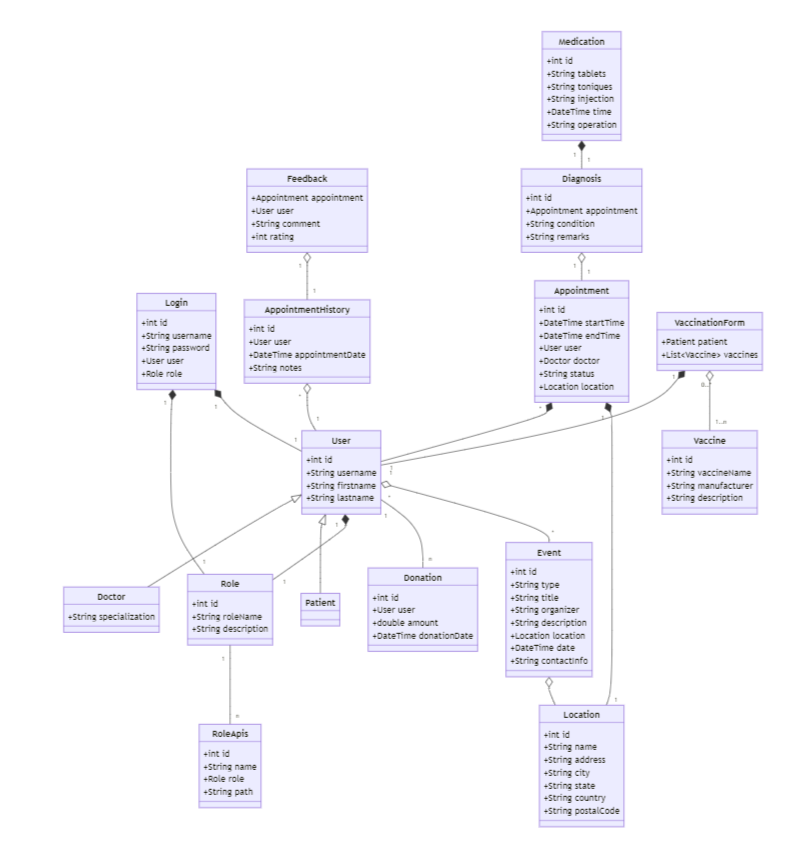 Medication
+int id
+String tablets
+String toniques
+String injection
+DateTime time
+String operation
1
1
Feedback
+Appointment appointment
+User user
+String comment
+int rating
1
1
Diagnosis
+int id
+Appointment appointment
+String condition
+String remarks
1
1
Login
+int id
+String username
+String password
+User user
+Role role
1
1
AppointmentHistory
+int id
+User user
+DateTime appointmentDate
+String notes
*
1
Appointment
+int id
+DateTime startTime
+DateTime endTime
+User user
+Doctor doctor
+String status
+Location location
*
1
VaccinationForm
+Patient patient
+List<Vaccine> vaccines
1
0..*
1..n
User
+int id
+String username
+String firstname
+String lastname
1
1
1
1
*
1
1
Vaccine
+int id
+String vaccineName
+String manufacturer
+String description
Doctor
+String specialization
1
Role
+int id
+String roleName
+String description
1
1
Patient
n
Donation
+int id
+User user
+double amount
+DateTime donationDate
*
Event
+int id
+String type
+String title
+String organizer
+String description
+Location location
+DateTime date
+String contactInfo
n
RoleApis
+int id
+String name
+Role role
+String path
1
Location
+int id
+String name
+String address
+String city
+String state
+String country
+String postalCode